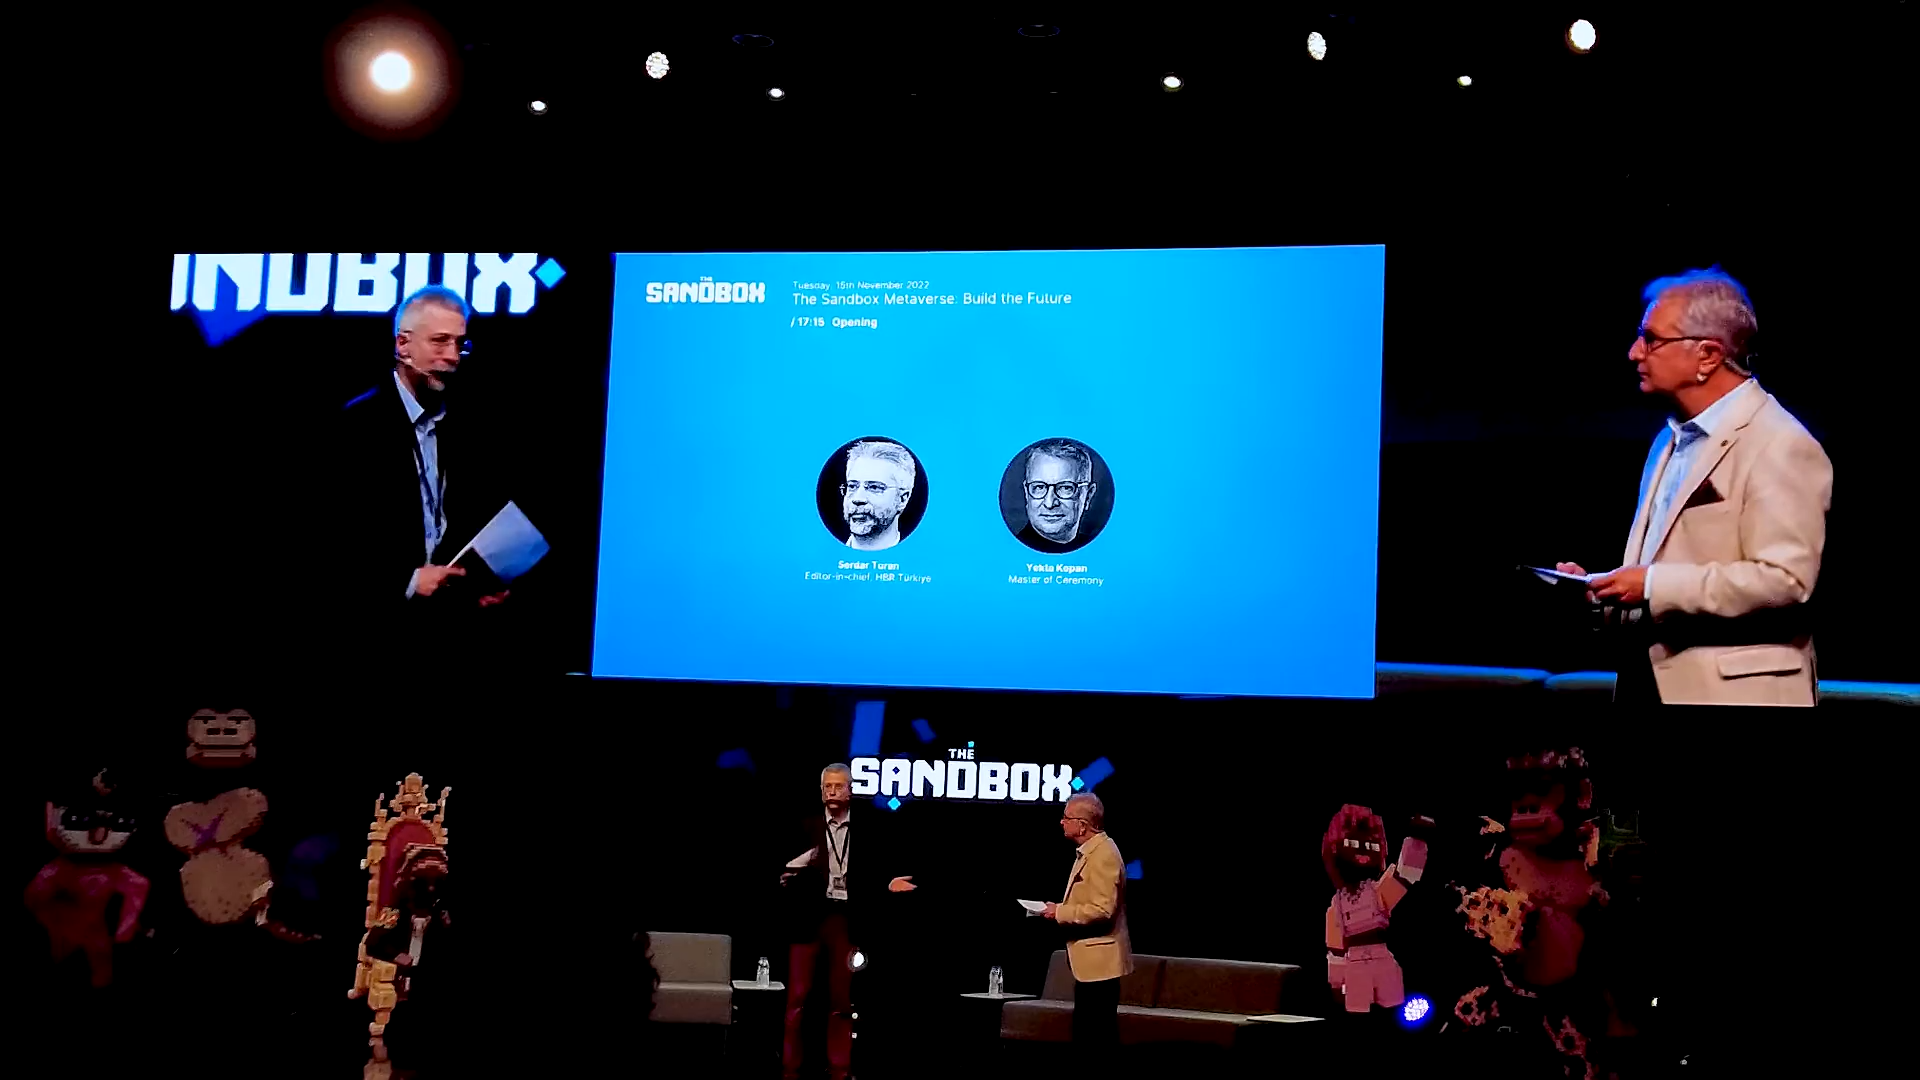 THE
SANDBOX
Tuesday, 15th November 2022
The Sandbox Metaverse: Build the Future
/ 17:15 Opening
Serdar Turan
Editor-in-chief, HBR Türkiye
Yekta Kopan
Master of Ceremony
THE
SANDBOX